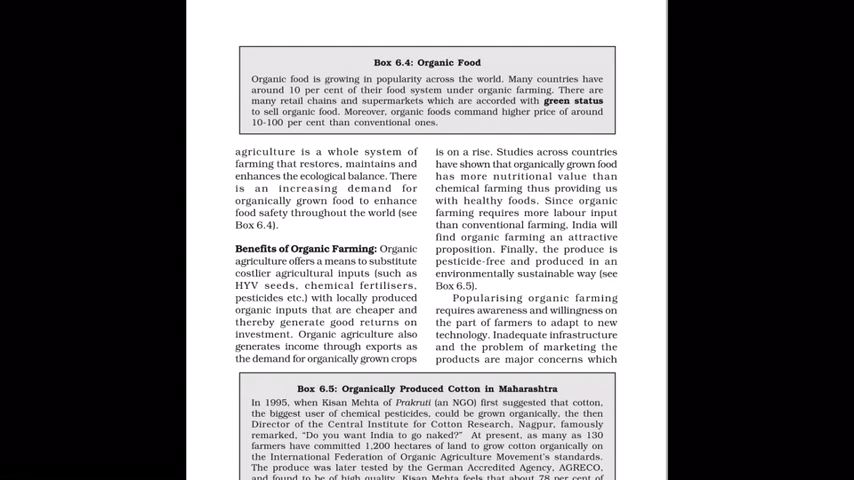 Box 6.4: Organic Food
Organic food is growing in popularity across the world. Many countries have
around 10 per cent of their food system under organic farming. There are
many retail chains and supermarkets which are accorded with green status
to sell organic food. Moreover, organic foods command higher price of around
10-100 per cent than conventional ones.
agriculture is a whole system of
farming that restores, maintains and
enhances the ecological balance. There
is an increasing demand for
organically grown food to enhance
food safety throughout the world (see
Box 6.4).
Benefits of Organic Farming: Organic
agriculture offers a means to substitute
costlier agricultural inputs (such as
HYV seeds, chemical fertilisers,
pesticides etc.) with locally produced
organic inputs that are cheaper and
thereby generate good returns on
investment. Organic agriculture also
generates income through exports as
the demand for organically grown crops
is on a rise. Studies across countries
have shown that organically grown food
has more nutritional value than
chemical farming thus providing us
with healthy foods. Since organic
farming requires more labour input
than conventional farming, India will
find organic farming an attractive
proposition. Finally, the produce is
pesticide-free and produced in an
environmentally sustainable way (see
Box 6.5).
Popularising organic farming
requires awareness and willingness on
the part of farmers to adapt to new
technology. Inadequate infrastructure
and the problem of marketing the
products are major concerns which
Box 6.5: Organically Produced Cotton in Maharashtra
In 1995, when Kisan Mehta of Prakruti (an NGO) first suggested that cotton,
the biggest user of chemical pesticides, could be grown organically, the then
Director of the Central Institute for Cotton Research, Nagpur, famously
remarked, “Do you want India to go naked?” At present, as many as 130
farmers have committed 1,200 hectares of land to grow cotton organically on
the International Federation of Organic Agriculture Movement's standards.
The produce was later tested by the German Accredited Agency, AGRECO,
and found to be of high quality. Kisan Mehta feels that about 78 per cent of